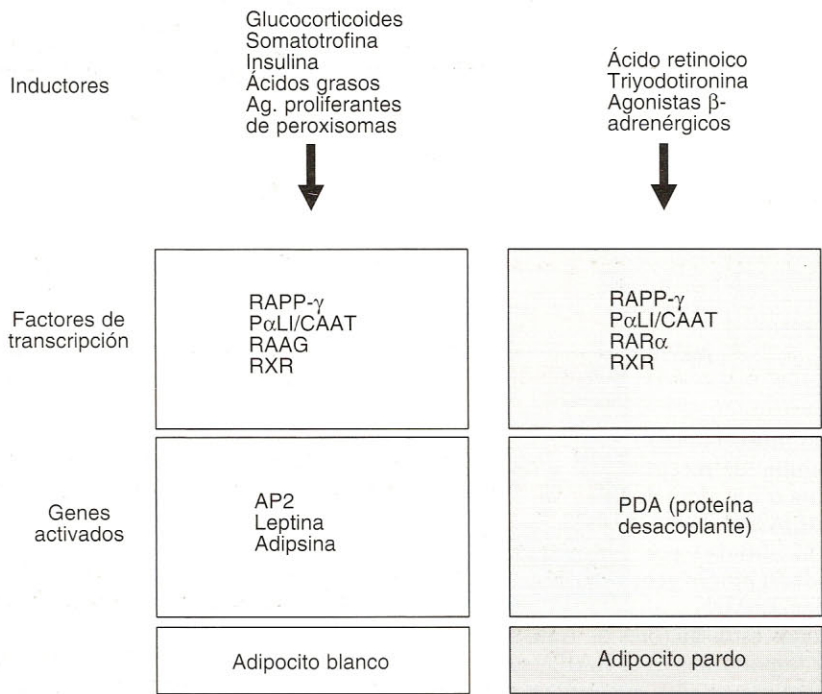 Inductores
Glucocorticoides
Somatotrofina
Insulina
Ácidos grasos
Ag. proliferantes
de peroxisomas
Ácido retinoico
Triyodotironina
Agonistas β-
adrenérgicos
Factores de
transcripción
RAPP-γ
PαLI/CAAT
RAAG
RXR
RAPP-γ
PαLI/CAAT
RARα
RXR
Genes
activados
AP2
Leptina
Adipsina
PDA (proteína
desacoplante)
Adipocito blanco
Adipocito pardo